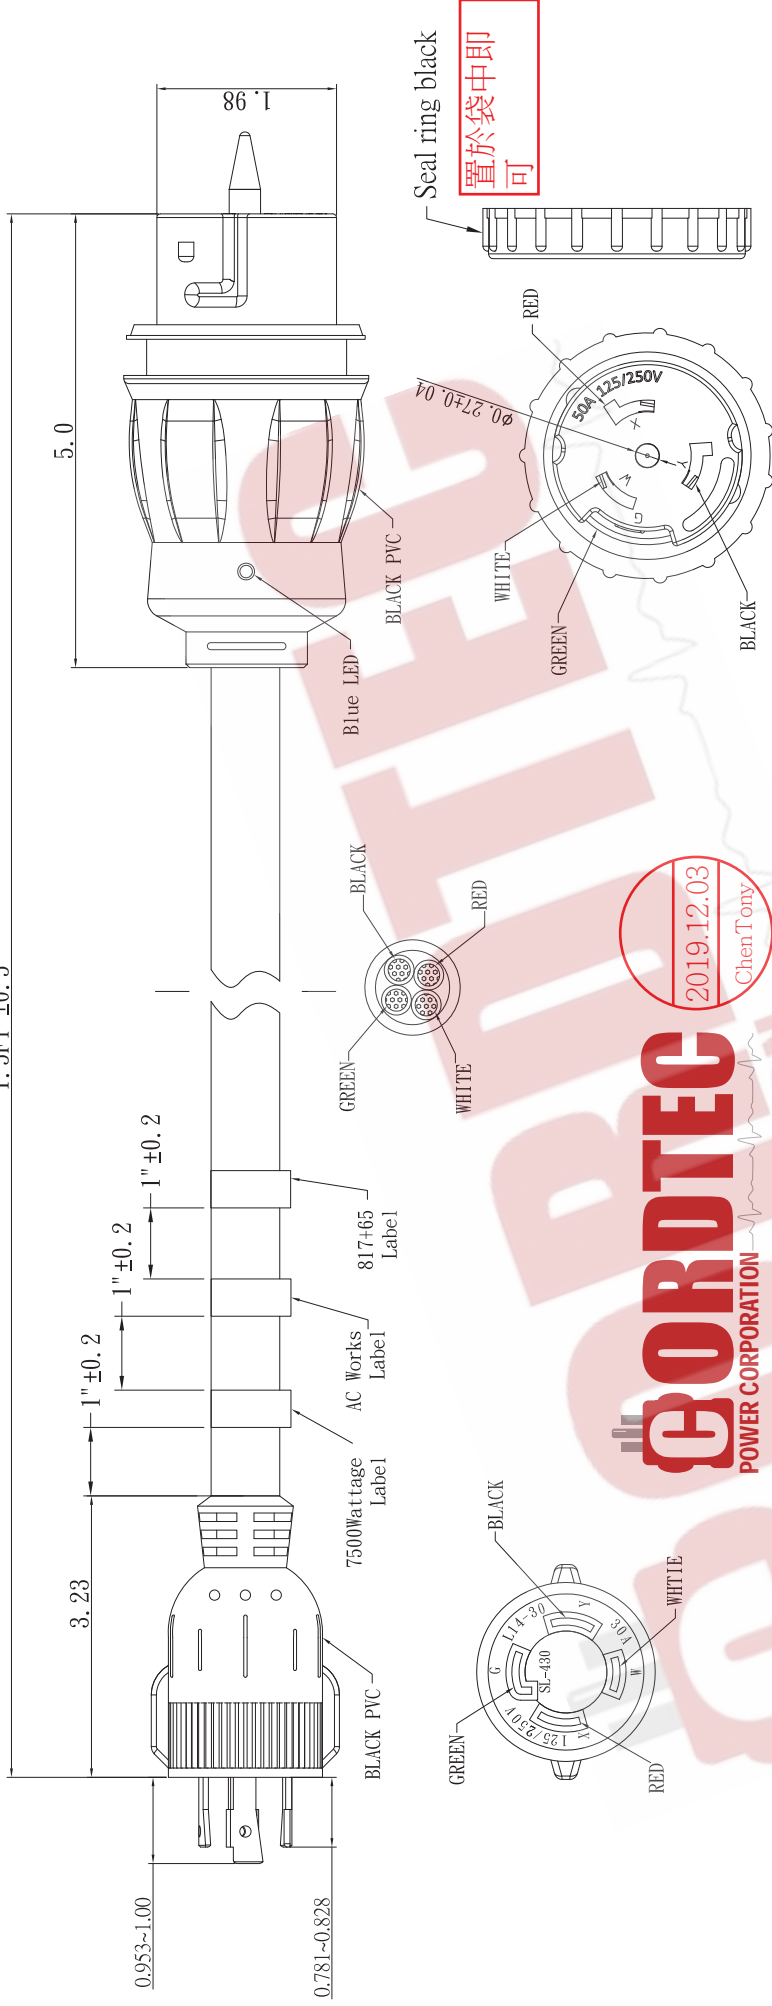 1.98
Seal ring black
置於袋中即
可
5.0
RED
50A 125/250V
ø0.27±0.04
X
Y
W
G
WHITE
GREEN
BLACK
BLACK PVC
Blue LED
BLACK
RED
GREEN
WHITE
2019.12.03
ChenTony
1"±0.2
1"±0.2
1"±0.2
817+65
Label
AC Works
Label
7500Wattage
Label
CORDTEC
POWER CORPORATION
3.23
BLACK PVC
BLACK
WHTIE
GREEN
RED
G
L14-30
Y
30A
W
X
125/250V
SL-430
0.953~1.00
0.781~0.828
CORDTEC